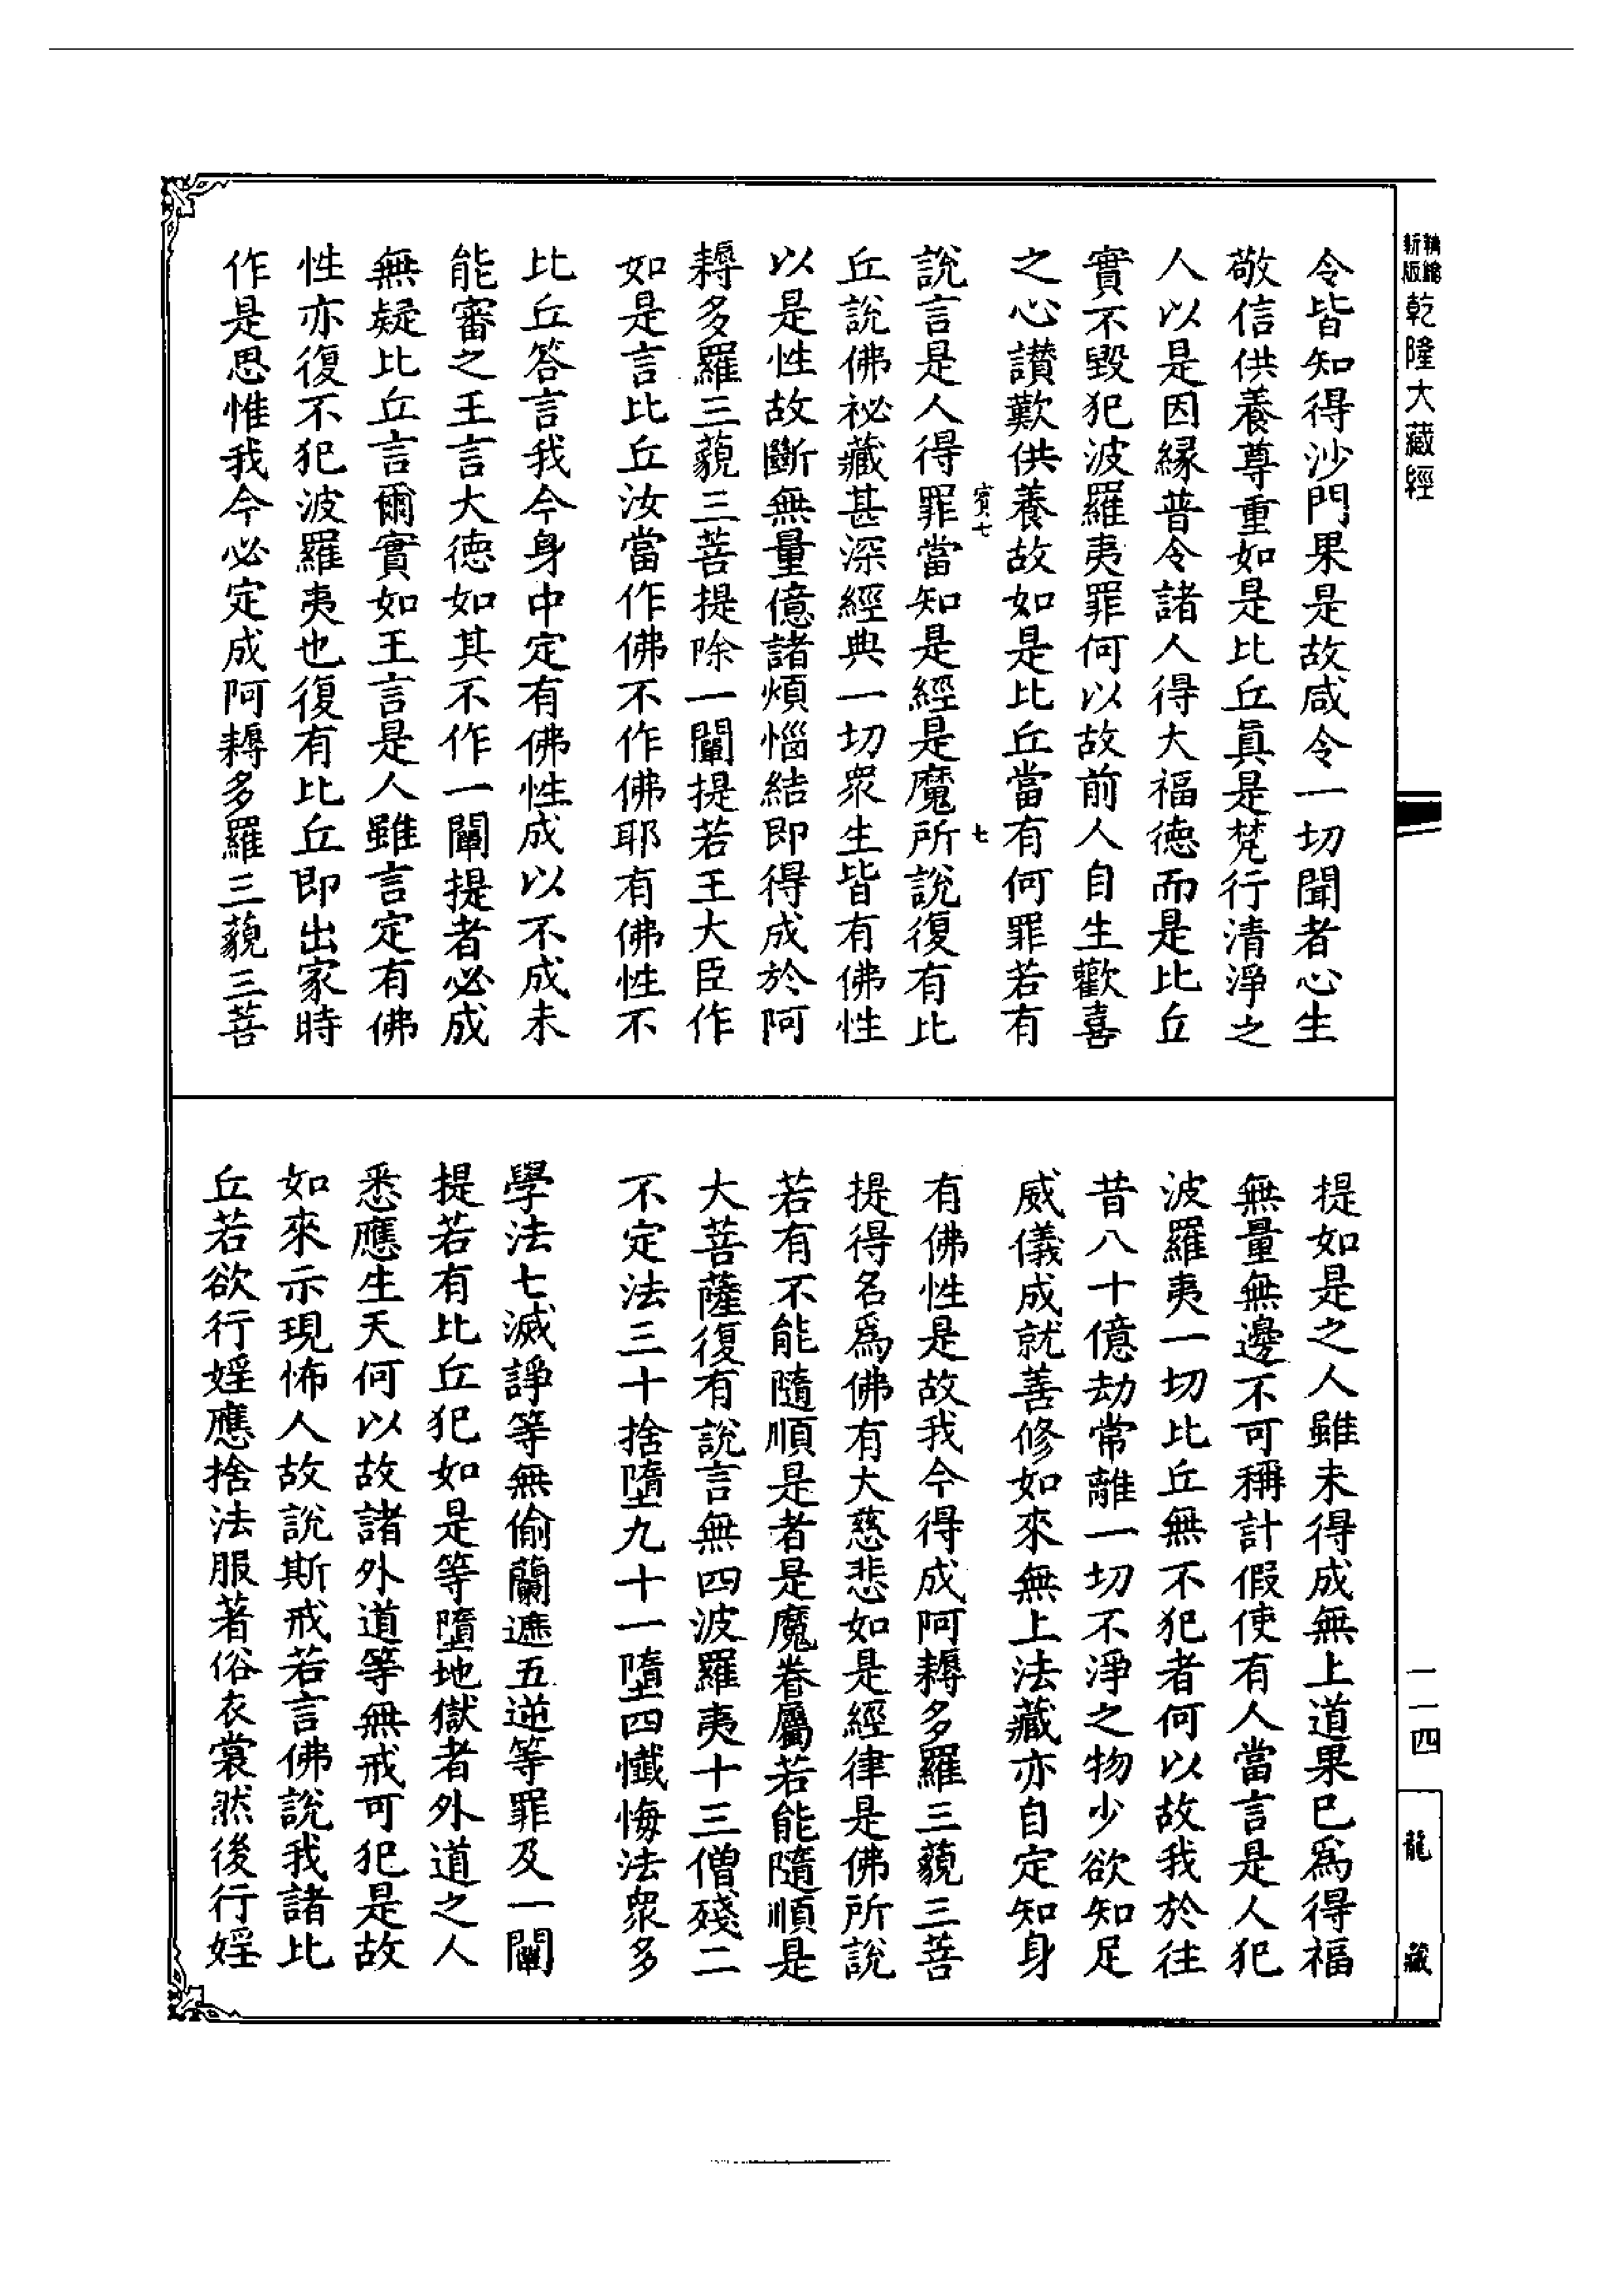 新版
精縮
乾隆大藏經
令皆知得沙門果是故咸令一切聞者心生
敬信供養尊重如是比丘眞是梵行清淨之
人以是因緣普令諸人得大福德而是比丘
實不毀犯波羅夷罪何以故前人自生歡喜
之心讃歎供養故如是比丘當有何罪若有
賓七
七
說言是人得罪當知是經是魔所說復有比
丘說佛祕藏甚深經典一切衆生皆有佛性
以是性故斷無量億諸煩惱結即得成於阿
耨多羅三藐三菩提除一闡提若王大臣作
如是言比丘汝當作佛不作佛耶有佛性不
比丘答言我今身中定有佛性成以不成未
能審之王言大德如其不作一闡提者必成
無疑比丘言爾實如王言是人雖言定有佛
性亦復不犯波羅夷也復有比丘即出家時
作是思惟我今必定成阿耨多羅三藐三菩
提如是之人雖未得成無上道果已爲得福
無量無邊不可稱計假使有人當言是人犯
波羅夷一切比丘無不犯者何以故我於往
昔八十億劫常離一切不淨之物少欲知足
威儀成就善修如來無上法藏亦自定知身
有佛性是故我今得成阿耨多羅三藐三菩
提得名爲佛有大慈悲如是經律是佛所說
若有不能隨順是者是魔眷屬若能隨順是
大菩薩復有說言無四波羅夷十三僧殘二
不定法三十捨墮九十一墮四懺悔法衆多
學法七滅諍等無偷蘭遮五逆等罪及一闡
提若有比丘犯如是等墮地獄者外道之人
悉應生天何以故諸外道等無戒可犯是故
如來示現怖人故說斯戒若言佛說我諸比
丘若欲行婬應捨法服著俗衣裳然後行婬
一一四
龍藏